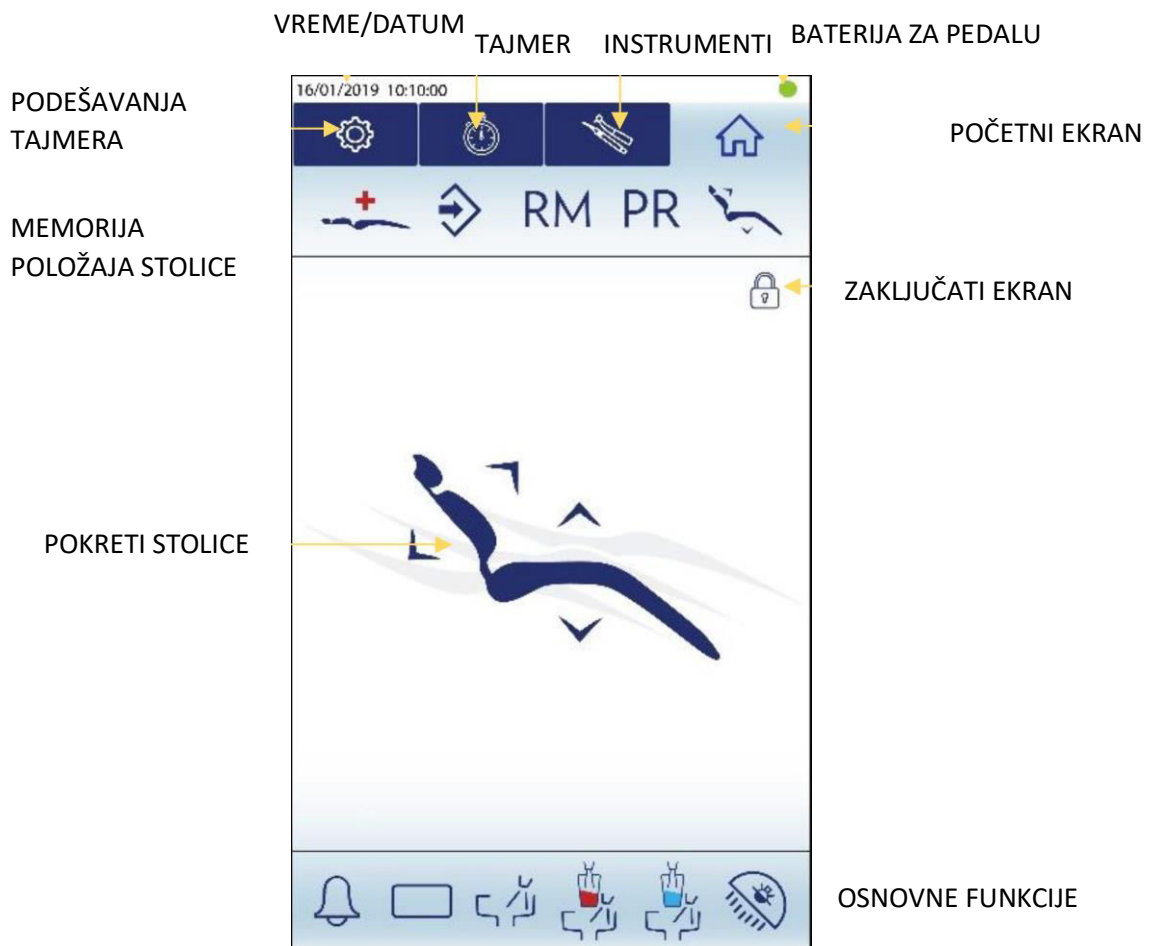 VREME/DATUM
TAJMER
INSTRUMENTI
BATERIJA ZA PEDALU
16/01/2019 10:10:00
PODEŠAVANJA
TAJMERA
POČETNI EKRAN
RM PR
MEMORIJA
POLOŽAJA STOLICE
ZAKLJUČATI EKRAN
POKRETI STOLICE
OSNOVNE FUNKCIJE